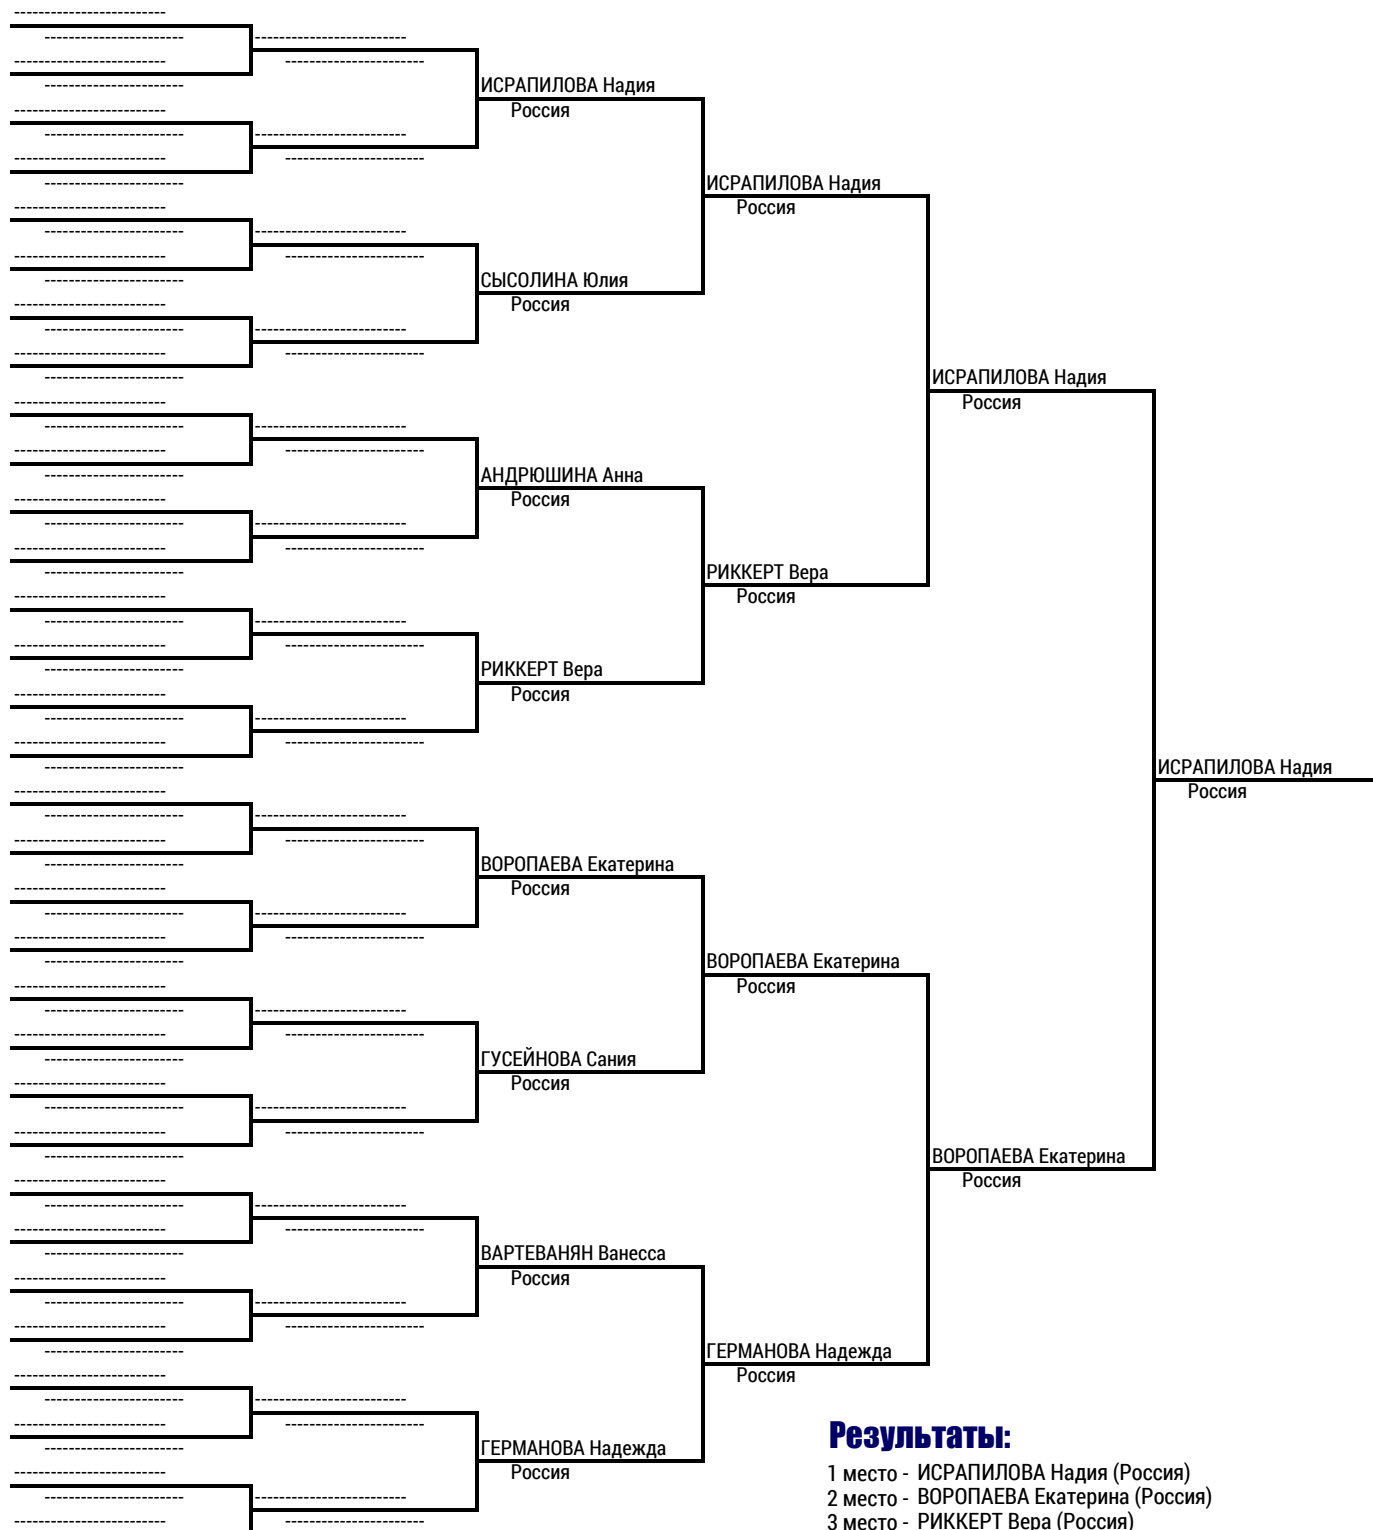 ИСРАПИЛОВА Надия
Россия
СЫСОЛИНА Юлия
Россия
АНДРЮШИНА Анна
Россия
РИККЕРТ Вера
Россия
ВОРОПАЕВА Екатерина
Россия
ГУСЕЙНОВА Сания
Россия
ВАРТЕВАНЯН Ванесса
Россия
ГЕРМАНОВА Надежда
Россия
ИСРАПИЛОВА Надия
Россия
РИККЕРТ Вера
Россия
ВОРОПАЕВА Екатерина
Россия
ГЕРМАНОВА Надежда
Россия
ИСРАПИЛОВА Надия
Россия
ВОРОПАЕВА Екатерина
Россия
ИСРАПИЛОВА Надия
Россия
Результаты:
1 место - ИСРАПИЛОВА Надия (Россия)
2 место - ВОРОПАЕВА Екатерина (Россия)
3 место - РИККЕРТ Вера (Россия)